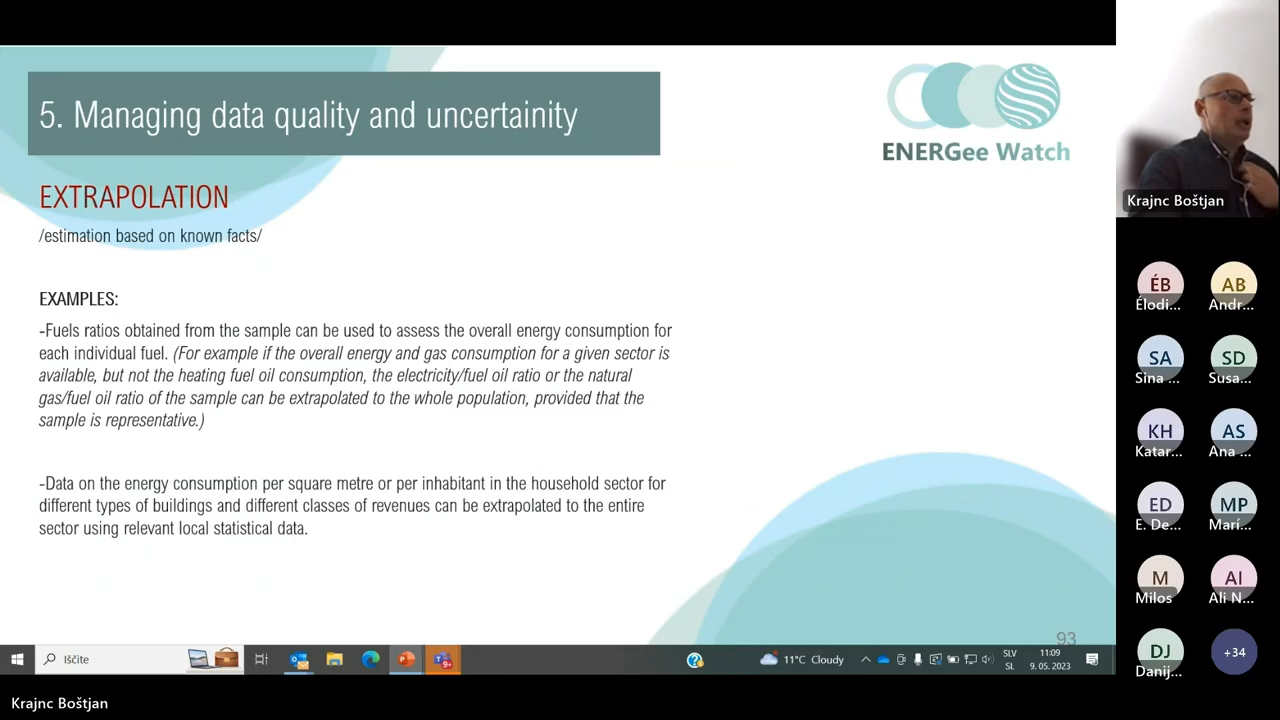 5. Managing data quality and uncertainity
ENERGee Watch
EXTRAPOLATION
/estimation based on known facts/
EXAMPLES:
-Fuels ratios obtained from the sample can be used to assess the overall energy consumption for
each individual fuel. (For example if the overall energy and gas consumption for a given sector is
available, but not the heating fuel oil consumption, the electricity/fuel oil ratio or the natural
gas/fuel oil ratio of the sample can be extrapolated to the whole population, provided that the
sample is representative.)
-Data on the energy consumption per square metre or per inhabitant in the household sector for
different types of buildings and different classes of revenues can be extrapolated to the entire
sector using relevant local statistical data.
93
Iščite
9+
11°C Cloudy
SLV
SL
11:09
9. 05. 2023
Krajnc Boštjan
ÉB
Élodi...
AB
Andr...
SA
Sina ...
SD
Susa...
KH
Katar...
AS
Ana ...
ED
E. De...
MP
Marí...
M
Milos
AI
Ali N...
DJ
Danij...
+34
Krajnc Boštjan